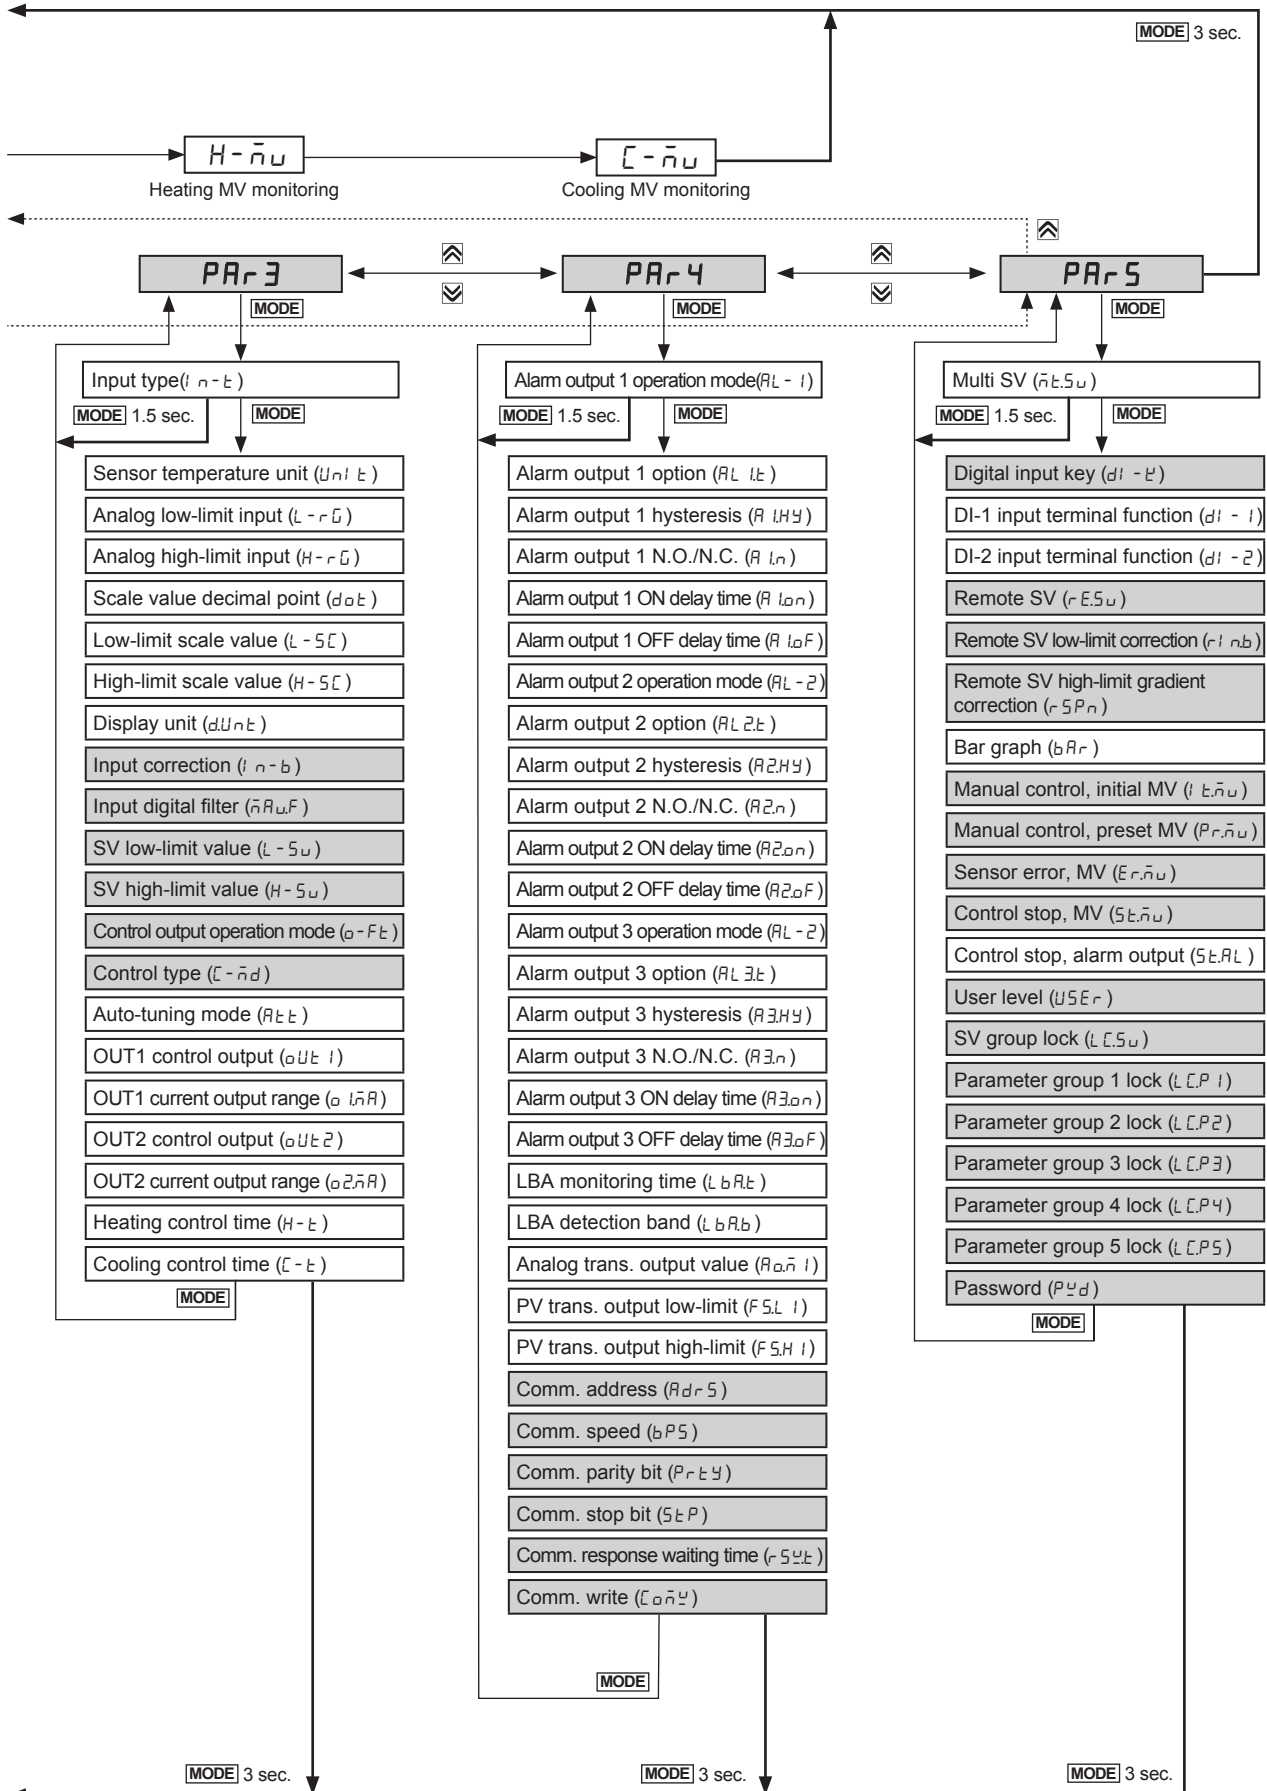 MODE 3 sec.
H-mv
C-mv
Heating MV monitoring
Cooling MV monitoring
PAr3
PAr4
PAr5
MODE
MODE
MODE
Input type(In-t)
MODE 1.5 sec.
MODE
Sensor temperature unit (UnIt)
Analog low-limit input (L-rG)
Analog high-limit input (H-rG)
Scale value decimal point (dot)
Low-limit scale value (L-SC)
High-limit scale value (H-SC)
Display unit (d.Unt)
Input correction (In-b)
Input digital filter (mAv.F)
SV low-limit value (L-Sv)
SV high-limit value (H-Sv)
Control output operation mode (o-Ft)
Control type (C-md)
Auto-tuning mode (Att)
OUT1 control output (oUt1)
OUT1 current output range (o1.mA)
OUT2 control output (oUt2)
OUT2 current output range (o2.mA)
Heating control time (H-t)
Cooling control time (C-t)
MODE
MODE 3 sec.
Alarm output 1 operation mode(AL-1)
MODE 1.5 sec.
MODE
Alarm output 1 option (AL1.t)
Alarm output 1 hysteresis (A1.HY)
Alarm output 1 N.O./N.C. (A1.n)
Alarm output 1 ON delay time (A1.on)
Alarm output 1 OFF delay time (A1.oF)
Alarm output 2 operation mode (AL-2)
Alarm output 2 option (AL2.t)
Alarm output 2 hysteresis (A2.HY)
Alarm output 2 N.O./N.C. (A2.n)
Alarm output 2 ON delay time (A2.on)
Alarm output 2 OFF delay time (A2.oF)
Alarm output 3 operation mode (AL-2)
Alarm output 3 option (AL3.t)
Alarm output 3 hysteresis (A3.HY)
Alarm output 3 N.O./N.C. (A3.n)
Alarm output 3 ON delay time (A3.on)
Alarm output 3 OFF delay time (A3.oF)
LBA monitoring time (LbA.t)
LBA detection band (LbA.b)
Analog trans. output value (Ao.m1)
PV trans. output low-limit (FS.L1)
PV trans. output high-limit (FS.H1)
Comm. address (AdrS)
Comm. speed (bPS)
Comm. parity bit (PrtY)
Comm. stop bit (StP)
Comm. response waiting time (rSW.t)
Comm. write (ComW)
MODE
MODE 3 sec.
Multi SV (mt.Sv)
MODE 1.5 sec.
MODE
Digital input key (dI-K)
DI-1 input terminal function (dI-1)
DI-2 input terminal function (dI-2)
Remote SV (rE.Sv)
Remote SV low-limit correction (rIn.b)
Remote SV high-limit gradient
correction (rSPn)
Bar graph (bAr)
Manual control, initial MV (It.mv)
Manual control, preset MV (Pr.mv)
Sensor error, MV (Er.mv)
Control stop, MV (St.mv)
Control stop, alarm output (St.AL)
User level (USEr)
SV group lock (LC.Sv)
Parameter group 1 lock (LC.P1)
Parameter group 2 lock (LC.P2)
Parameter group 3 lock (LC.P3)
Parameter group 4 lock (LC.P4)
Parameter group 5 lock (LC.P5)
Password (PWd)
MODE
MODE 3 sec.